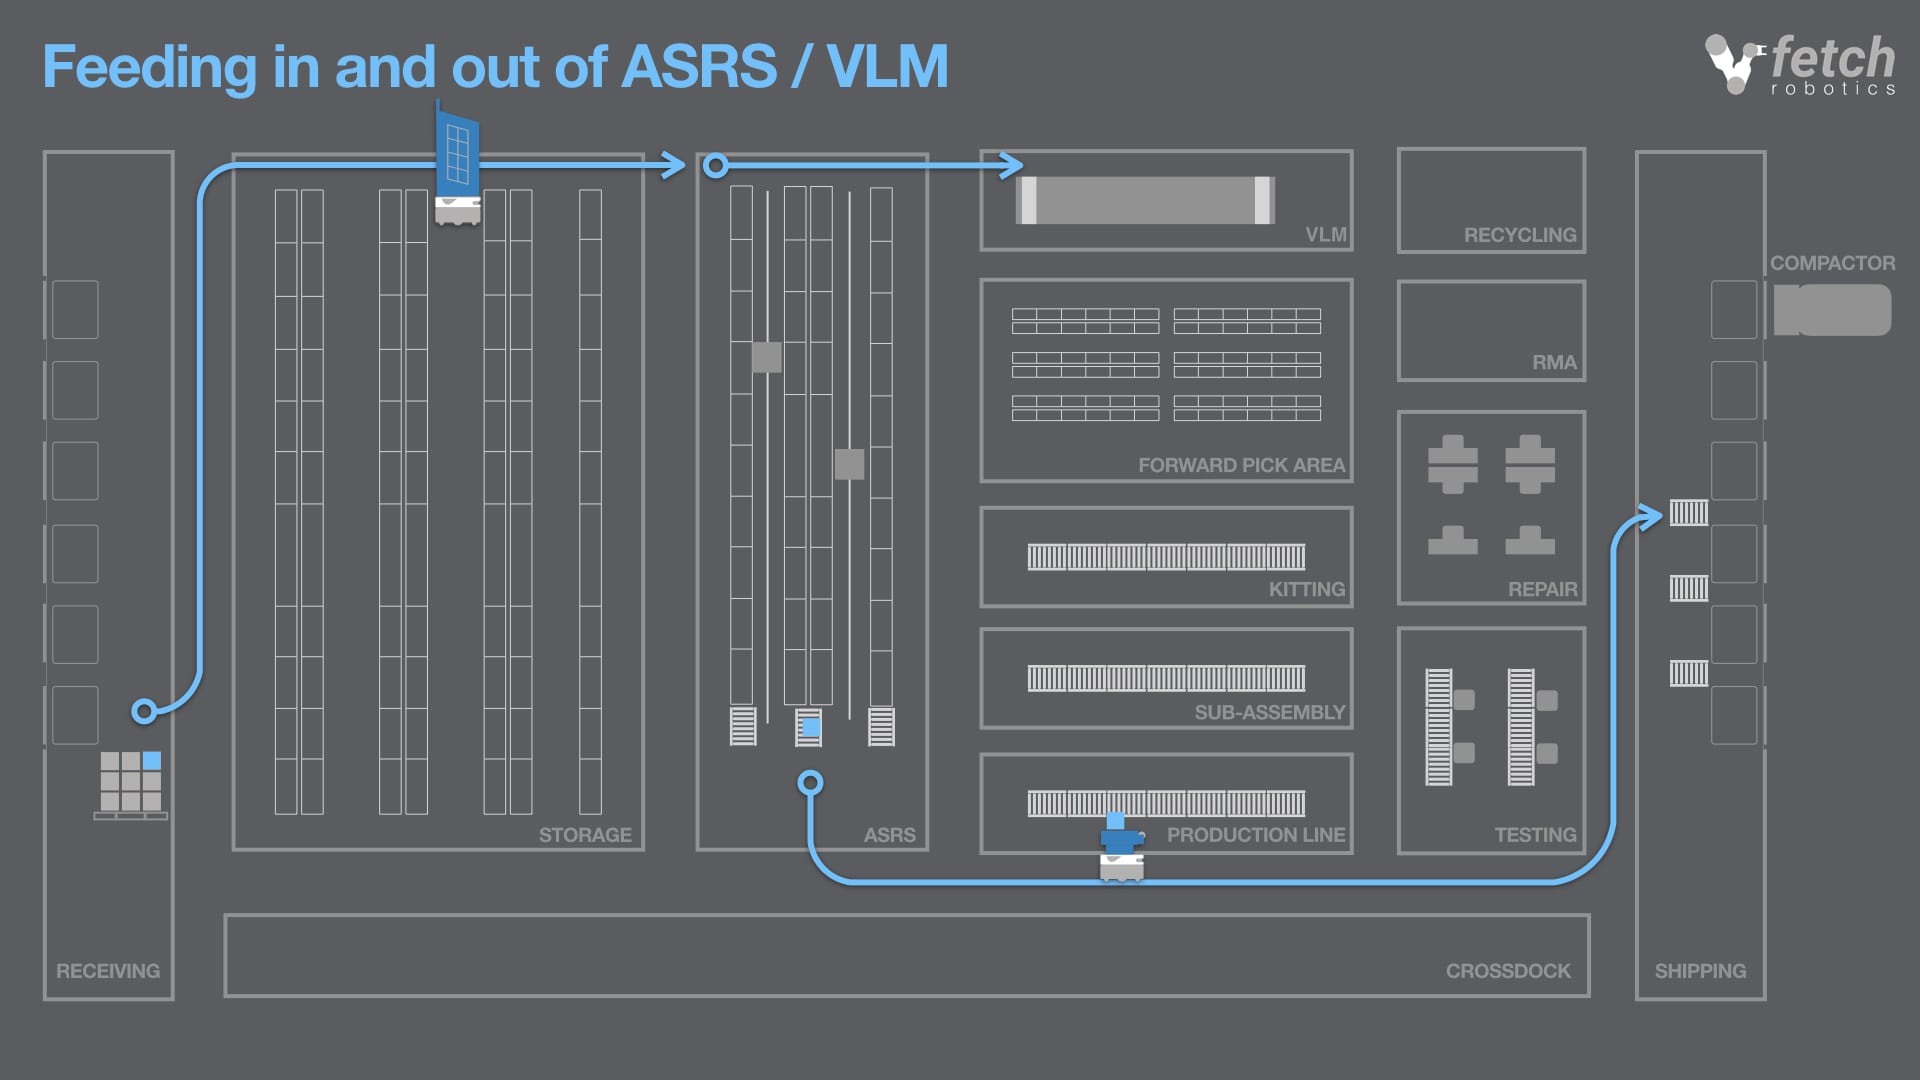 Feeding in and out of ASRS / VLM
fetch
robotics
VLM
RECYCLING
COMPACTOR
RMA
FORWARD PICK AREA
KITTING
REPAIR
SUB-ASSEMBLY
STORAGE
ASRS
PRODUCTION LINE
TESTING
RECEIVING
CROSSDOCK
SHIPPING